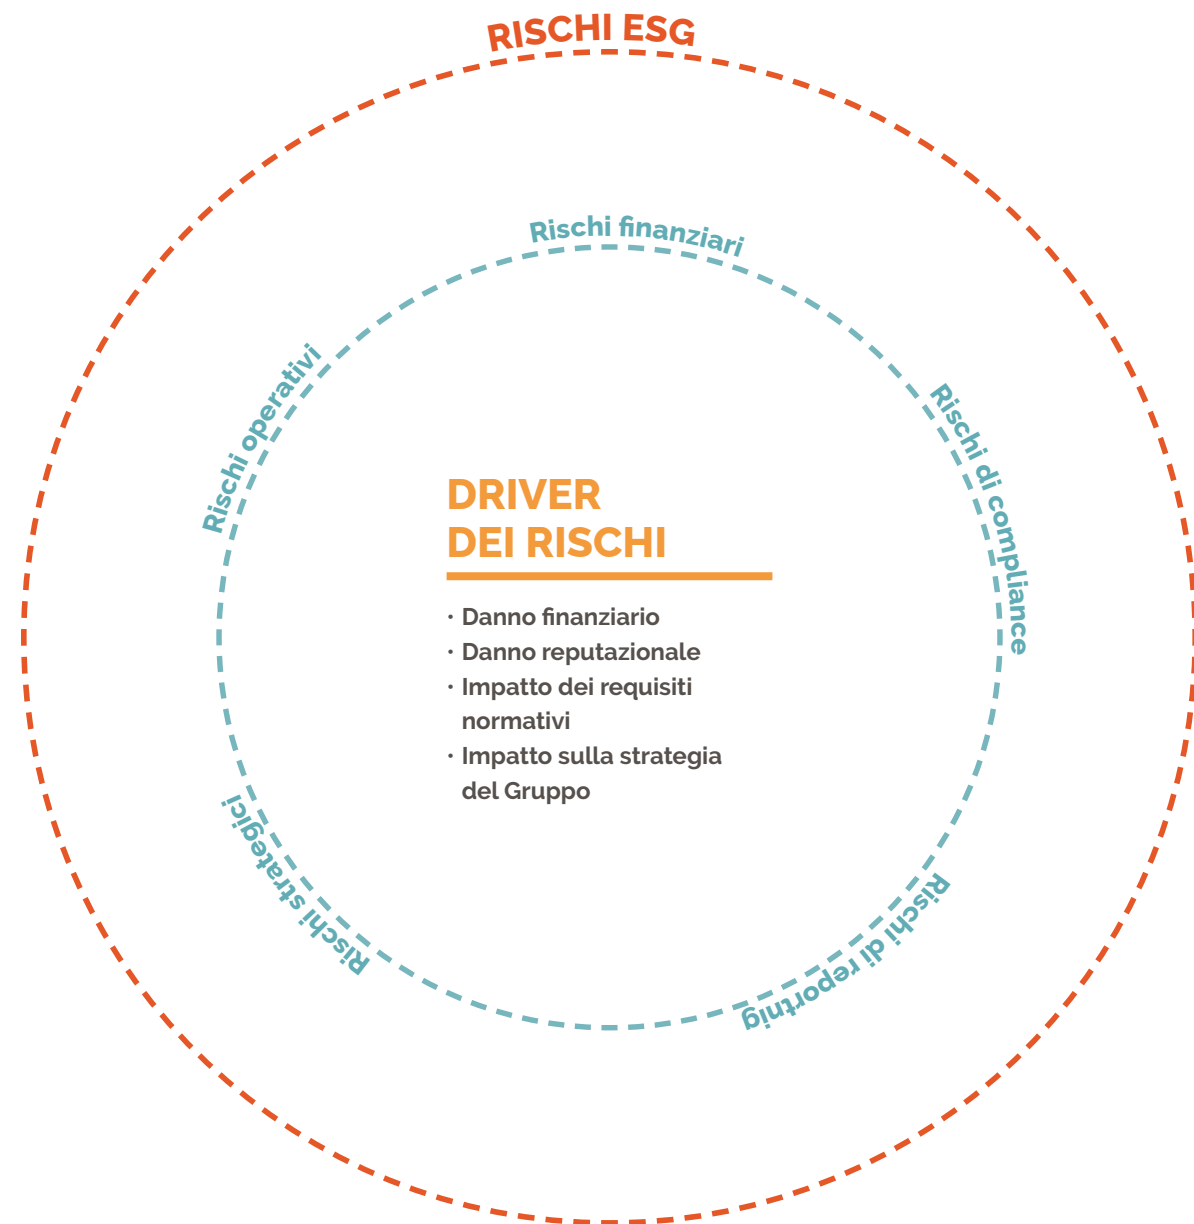 RISCHI ESG
Rischi finanziari
Rischi operativi
Rischi di compliance
DRIVER
DEI RISCHI
· Danno finanziario
· Danno reputazionale
· Impatto dei requisiti
normativi
· Impatto sulla strategia
del Gruppo
Rischi strategici
Rischi di reportnig